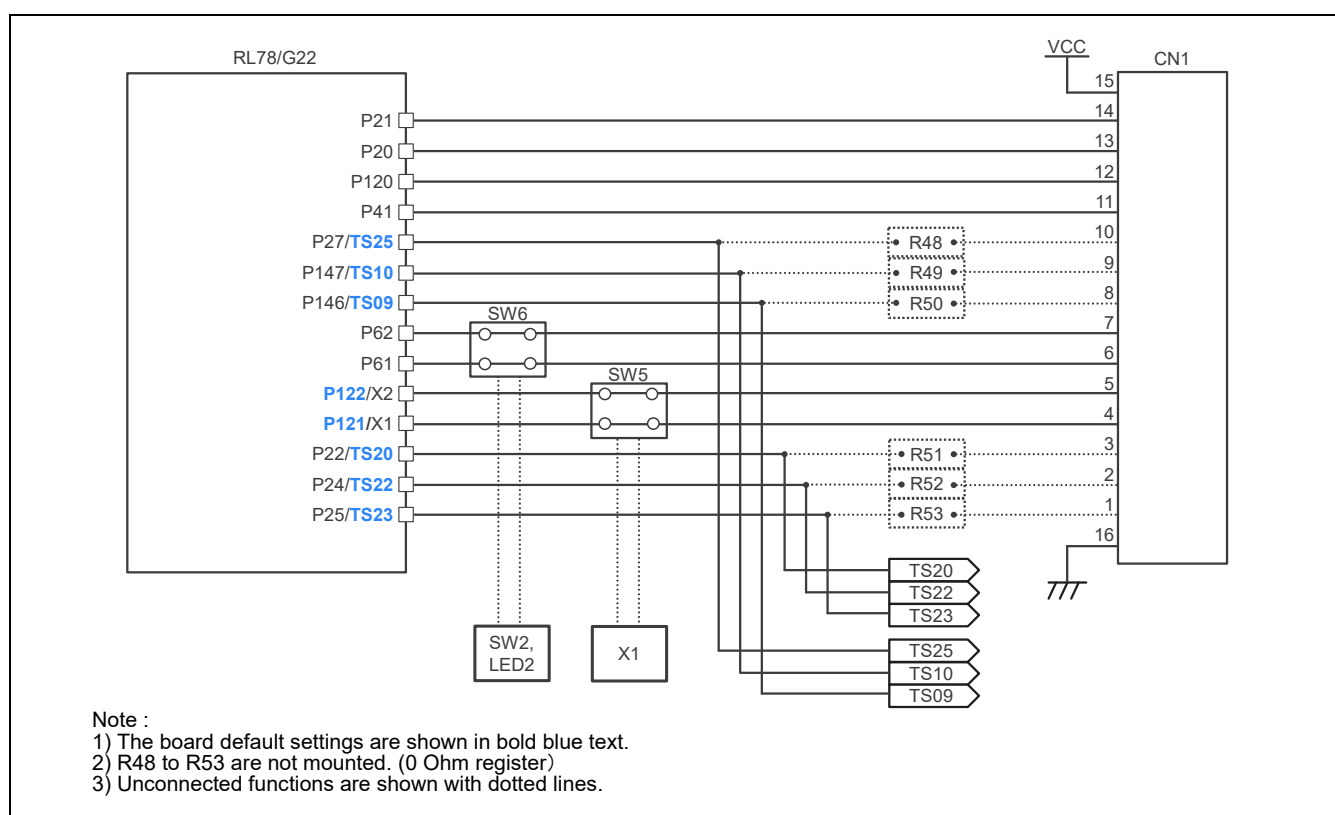 RL78/G22
VCC
CN1
15
P21
14
P20
13
P120
12
P41
11
P27/TS25
R48
10
P147/TS10
R49
9
P146/TS09
R50
8
SW6
P62
7
P61
6
SW5
P122/X2
5
P121/X1
4
P22/TS20
R51
3
P24/TS22
R52
2
P25/TS23
R53
1
16
TS20
TS22
TS23
SW2,
LED2
X1
TS25
TS10
TS09
Note :
1) The board default settings are shown in bold blue text.
2) R48 to R53 are not mounted. (0 Ohm register）
3) Unconnected functions are shown with dotted lines.